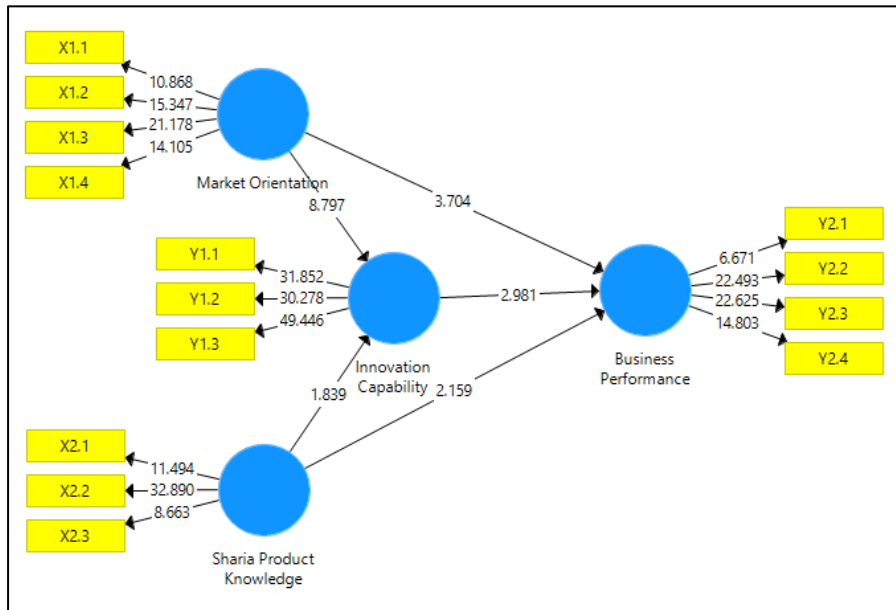 X1.1
10.868
X1.2
15.347
X1.3
21.178
X1.4
14.105
Market Orientation
8.797
3.704
Y1.1
31.852
Y1.2
30.278
Y1.3
49.446
Innovation
Capability
2.981
Y2.1
6.671
Y2.2
22.493
Y2.3
22.625
Y2.4
14.803
Business
Performance
1.839
2.159
X2.1
11.494
X2.2
32.890
X2.3
8.663
Sharia Product
Knowledge